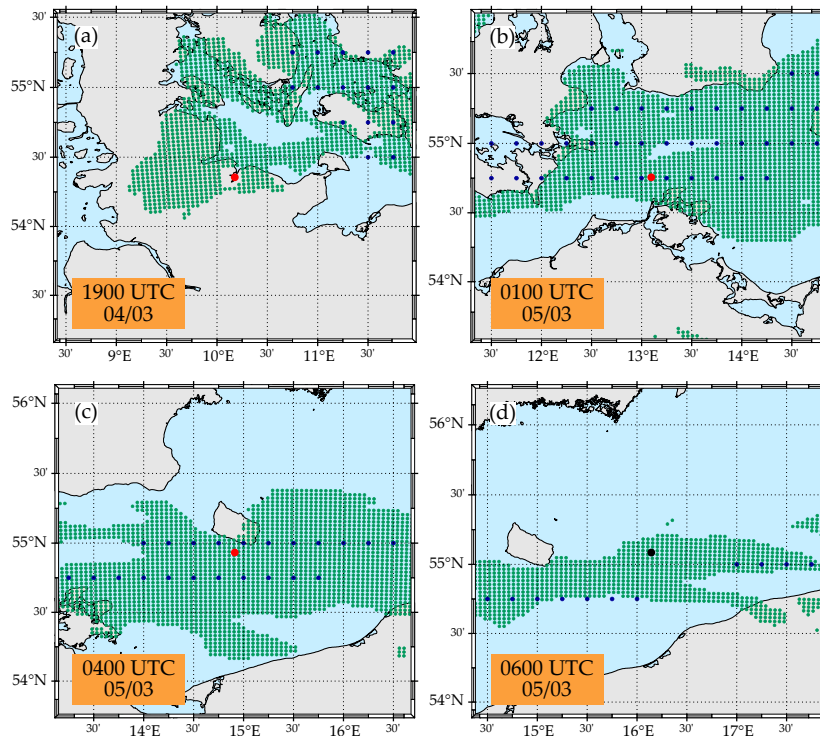 (a)
30'
55°N
30'
54°N
30'
1900 UTC
04/03
30'
9°E
30'
10°E
30'
11°E
30'
(b)
30'
55°N
30'
54°N
0100 UTC
05/03
30'
12°E
30'
13°E
30'
14°E
30'
(c)
56°N
30'
55°N
30'
54°N
0400 UTC
05/03
30'
14°E
30'
15°E
30'
16°E
30'
(d)
56°N
30'
55°N
30'
54°N
0600 UTC
05/03
30'
15°E
30'
16°E
30'
17°E
30'